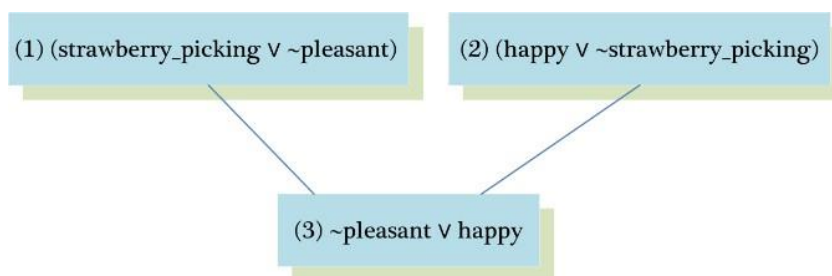 (1) (strawberry_picking ∨ ~pleasant)
(2) (happy ∨ ~strawberry_picking)
(3) ~pleasant ∨ happy